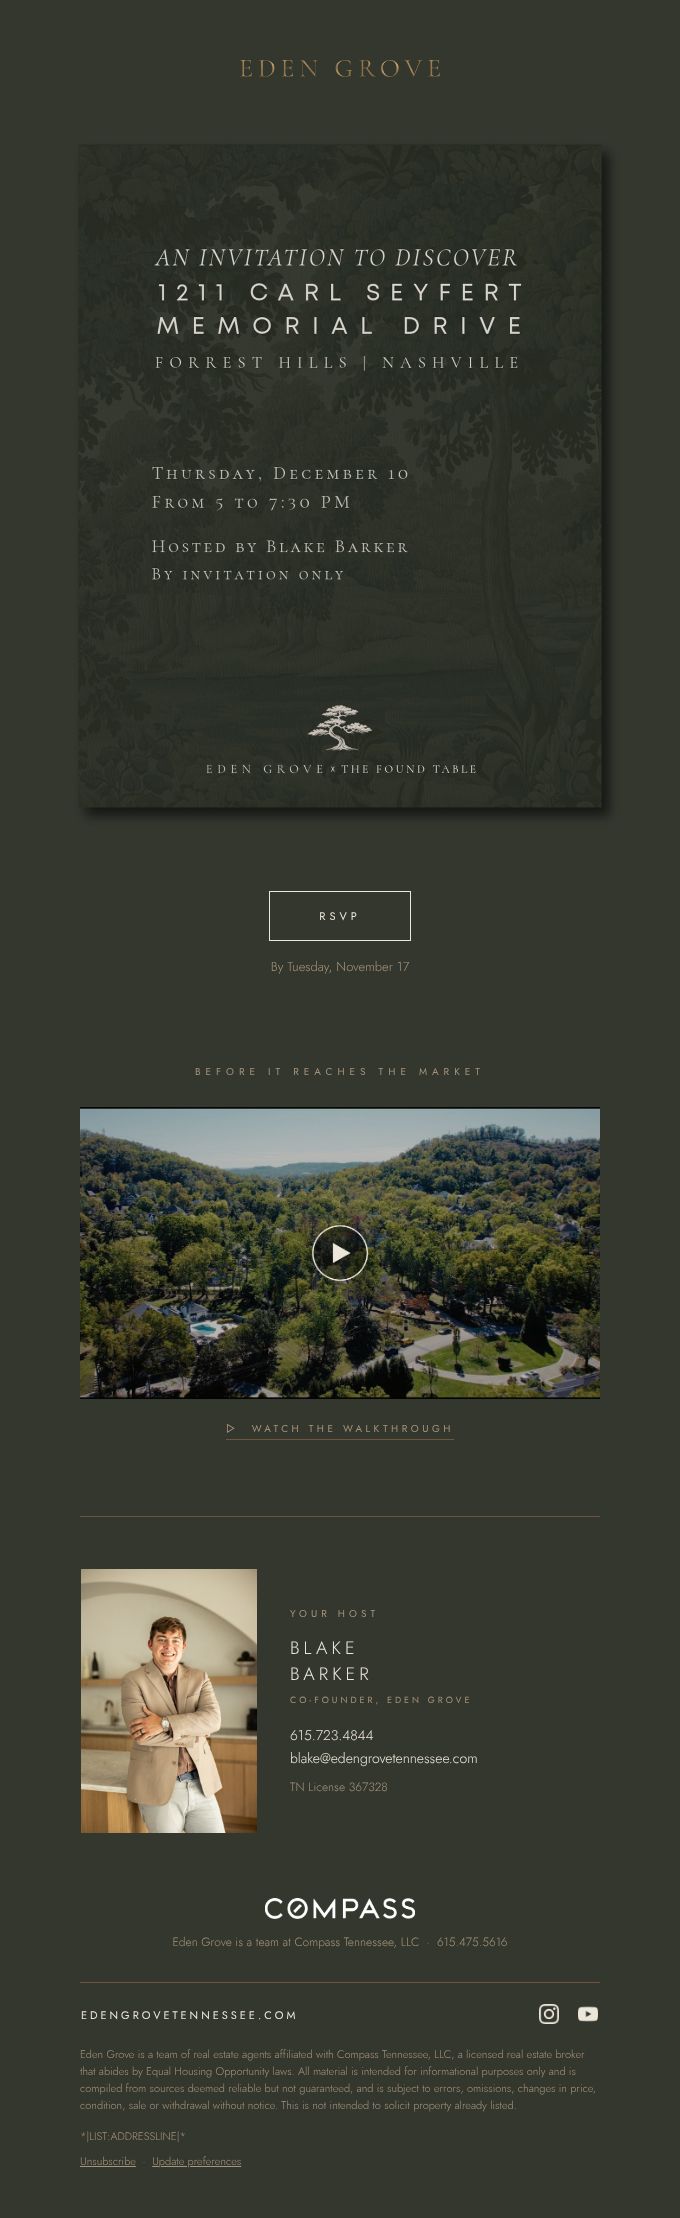 EDEN GROVE
AN INVITATION TO DISCOVER
1211 CARL SEYFERT
MEMORIAL DRIVE
FORREST HILLS | NASHVILLE
THURSDAY, DECEMBER 10
FROM 5 TO 7:30 PM
HOSTED BY BLAKE BARKER
BY INVITATION ONLY
EDEN GROVE x THE FOUND TABLE
RSVP
By Tuesday, November 17
BEFORE IT REACHES THE MARKET
WATCH THE WALKTHROUGH
YOUR HOST
BLAKE
BARKER
CO-FOUNDER, EDEN GROVE
615.723.4844
blake@edengrovetennessee.com
TN License 367328
COMPASS
Eden Grove is a team at Compass Tennessee, LLC · 615.475.5616
EDENGROVETENNESSEE.COM
Eden Grove is a team of real estate agents affiliated with Compass Tennessee, LLC, a licensed real estate broker
that abides by Equal Housing Opportunity laws. All material is intended for informational purposes only and is
compiled from sources deemed reliable but not guaranteed, and is subject to errors, omissions, changes in price,
condition, sale or withdrawal without notice. This is not intended to solicit property already listed.
*|LIST:ADDRESSLINE|*
Unsubscribe · Update preferences